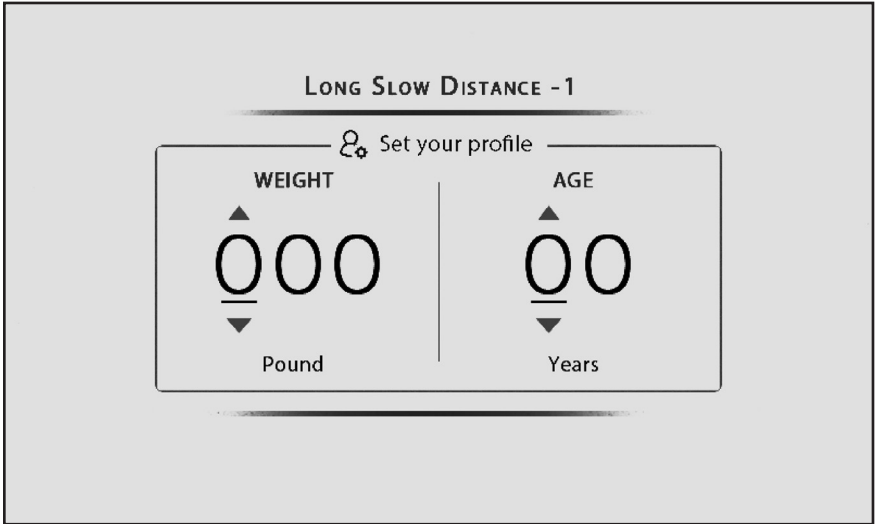 LONG SLOW DISTANCE -1
Set your profile
WEIGHT
000
Pound
AGE
00
Years